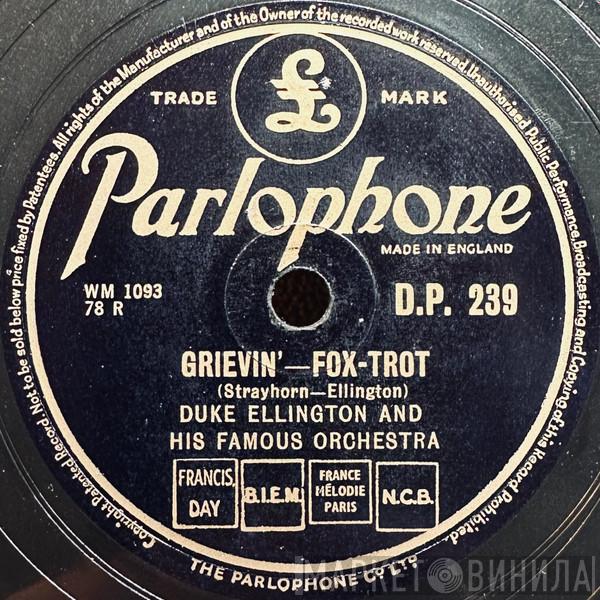 All rights of the Manufacturer and of the Owner of the recorded work reserved. Unauthorised Public Performance, Broadcasting and Copying of this Record Prohibited.
Copyright Patented Record. Not to be sold below price fixed by Patentees.
£
TRADE MARK
Parlophone
MADE IN ENGLAND
WM 1093
78 R
D.P. 239
GRIEVIN' — FOX-TROT
(Strayhorn—Ellington)
DUKE ELLINGTON AND
HIS FAMOUS ORCHESTRA
FRANCIS, DAY
B.I.E.M.
FRANCE MÉLODIE PARIS
N.C.B.
THE PARLOPHONE CO LTD
МАРКЕТ ВИНИЛА